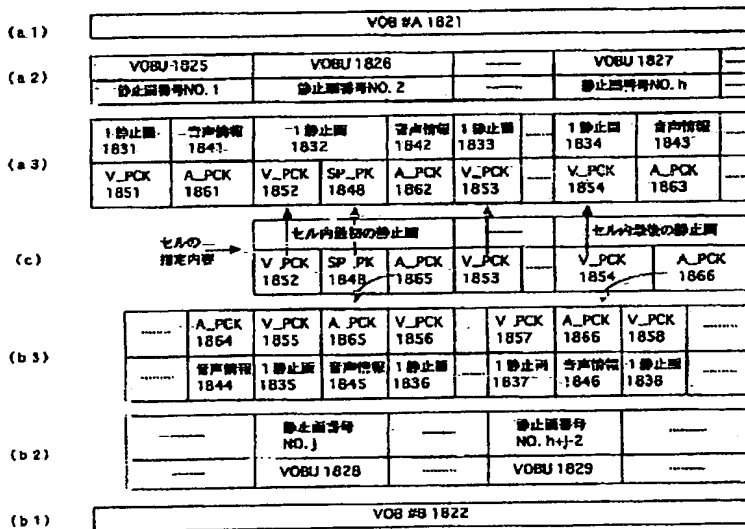 (a1) VOB #A 1821
(a2) VOBU 1825 VOBU 1826 VOBU 1827
静止画番号NO. 1 静止画番号NO. 2 静止画番号NO. h
(a3) 1静止画 1831 音声情報 1841 1静止画 1832 音声情報 1842 1静止画 1833 1静止画 1834 音声情報 1843
V_PCK 1851 A_PCK 1861 V_PCK 1852 SP_PK 1848 A_PCK 1862 V_PCK 1853 V_PCK 1854 A_PCK 1863
(c) セルの指定内容 セル内最初の静止画 セル内最後の静止画
V_PCK 1852 SP_PK 1848 A_PCK 1865 V_PCK 1853 V_PCK 1854 A_PCK 1866
(b3) A_PCK 1864 V_PCK 1855 A_PCK 1865 V_PCK 1856 V_PCK 1857 A_PCK 1866 V_PCK 1858
音声情報 1844 1静止画 1835 音声情報 1845 1静止画 1836 1静止画 1837 音声情報 1846 1静止画 1838
(b2) 静止画番号 NO. j 静止画番号 NO. h+j-2
VOBU 1828 VOBU 1829
(b1) VOB #B 1822